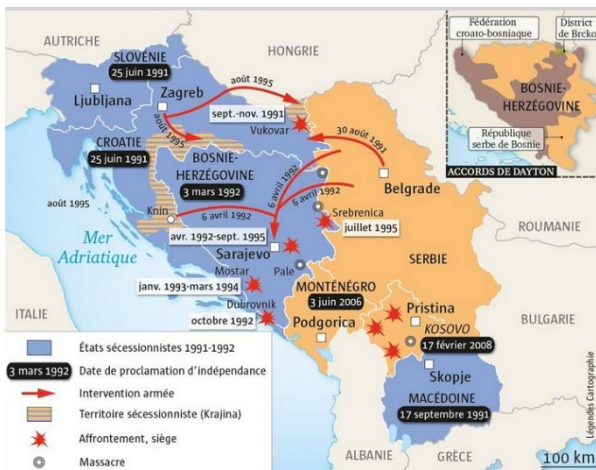 AUTRICHE
HONGRIE
SLOVÉNIE
25 juin 1991
Ljubljana
Zagreb
août 1995
août 1995
sept.-nov. 1991
Vukovar
30 août 1991
CROATIE
25 juin 1991
BOSNIE-
HERZÉGOVINE
3 mars 1992
6 avril 1992
6 avril 1992
Belgrade
août 1995
Knin
6 avril 1992
Srebrenica
juillet 1995
ROUMANIE
Mer
Adriatique
avr. 1992-sept. 1995
Sarajevo
Pale
SERBIE
Mostar
janv. 1993-mars 1994
MONTÉNÉGRO
3 juin 2006
Dubrovnik
octobre 1992
ITALIE
Podgorica
Pristina
KOSOVO
17 février 2008
BULGARIE
Skopje
MACÉDOINE
17 septembre 1991
ALBANIE
GRÈCE
100 km
Légendes Cartographie
Fédération
croato-bosniaque
District
de Brcko
BOSNIE-
HERZÉGOVINE
République
serbe de Bosnie
ACCORDS DE DAYTON
États sécessionnistes 1991-1992
3 mars 1992
Date de proclamation d'indépendance
Intervention armée
Territoire sécessionniste (Krajina)
Affrontement, siège
Massacre